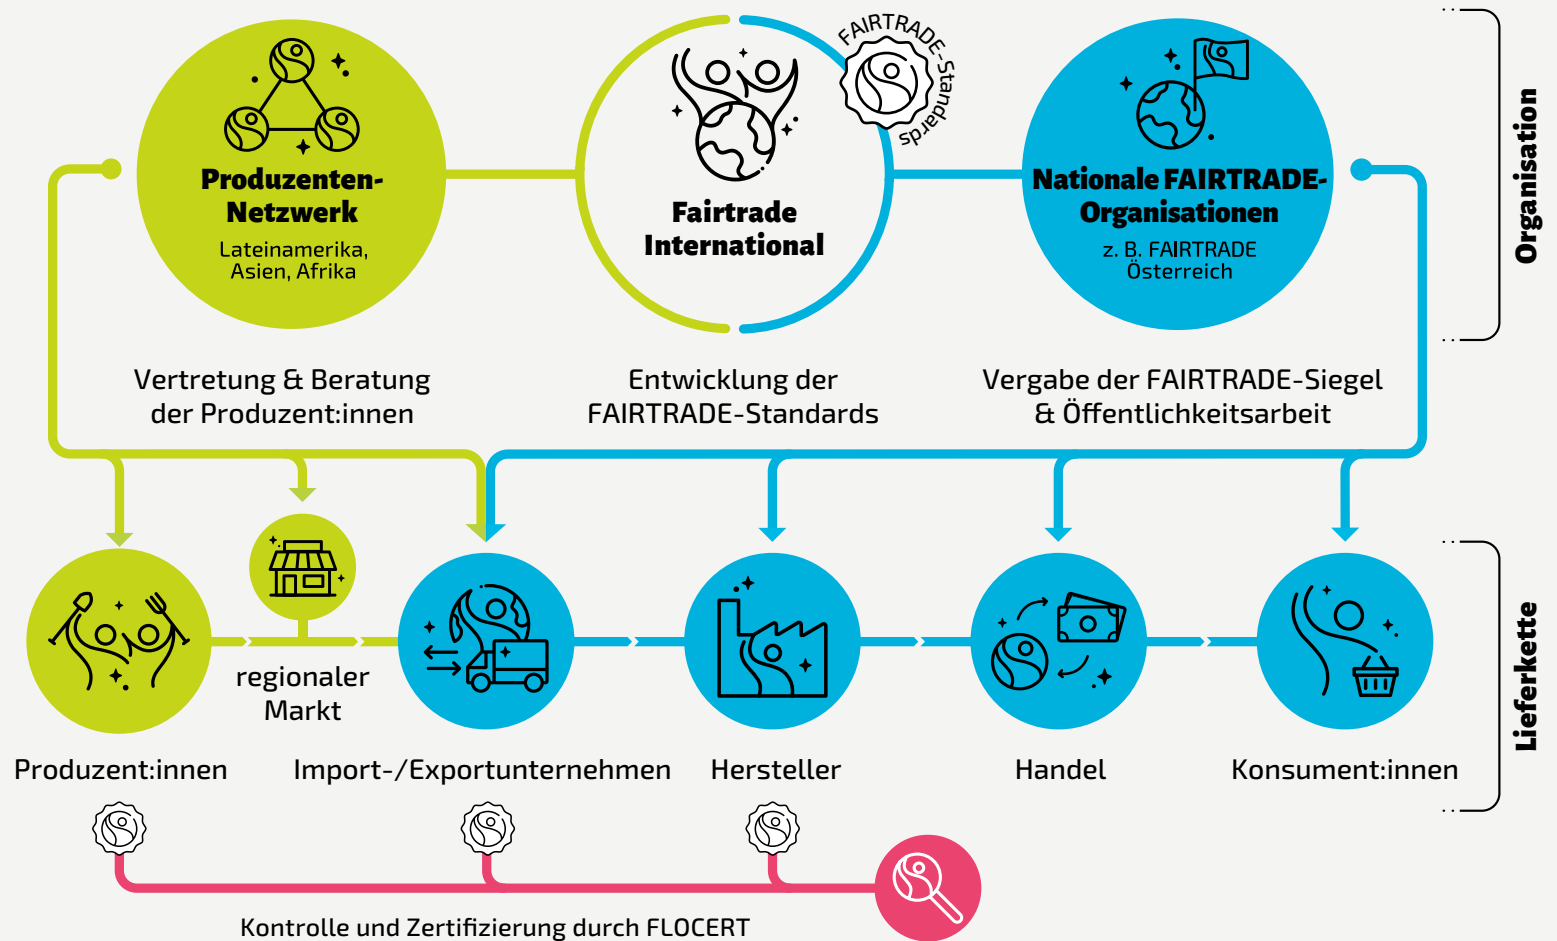 Produzenten-
Netzwerk
Lateinamerika,
Asien, Afrika
Fairtrade
International
FAIRTRADE-Standards
Nationale FAIRTRADE-
Organisationen
z. B. FAIRTRADE
Österreich
Organisation
Vertretung & Beratung
der Produzent:innen
Entwicklung der
FAIRTRADE-Standards
Vergabe der FAIRTRADE-Siegel
& Öffentlichkeitsarbeit
regionaler
Markt
Lieferkette
Produzent:innen
Import-/Exportunternehmen
Hersteller
Handel
Konsument:innen
Kontrolle und Zertifizierung durch FLOCERT